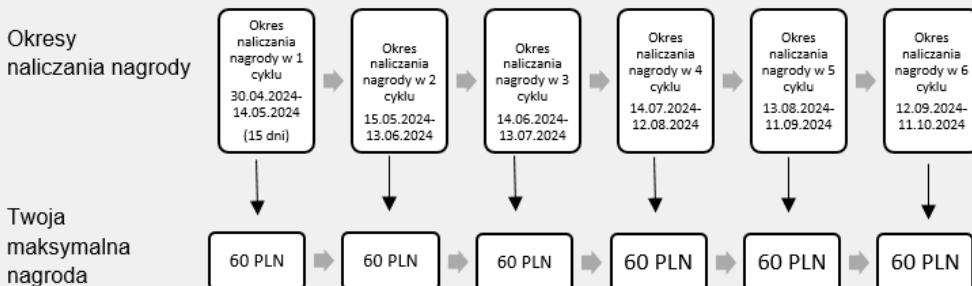 Okresy
naliczania nagrody
Okres
naliczania
nagrody w 1
cyklu
30.04.2024-
14.05.2024
(15 dni)
Okres
naliczania
nagrody w 2
cyklu
15.05.2024-
13.06.2024
Okres
naliczania
nagrody w 3
cyklu
14.06.2024-
13.07.2024
Okres
naliczania
nagrody w 4
cyklu
14.07.2024-
12.08.2024
Okres
naliczania
nagrody w 5
cyklu
13.08.2024-
11.09.2024
Okres
naliczania
nagrody w 6
cyklu
12.09.2024-
11.10.2024
Twoja
maksymalna
nagroda
60 PLN
60 PLN
60 PLN
60 PLN
60 PLN
60 PLN